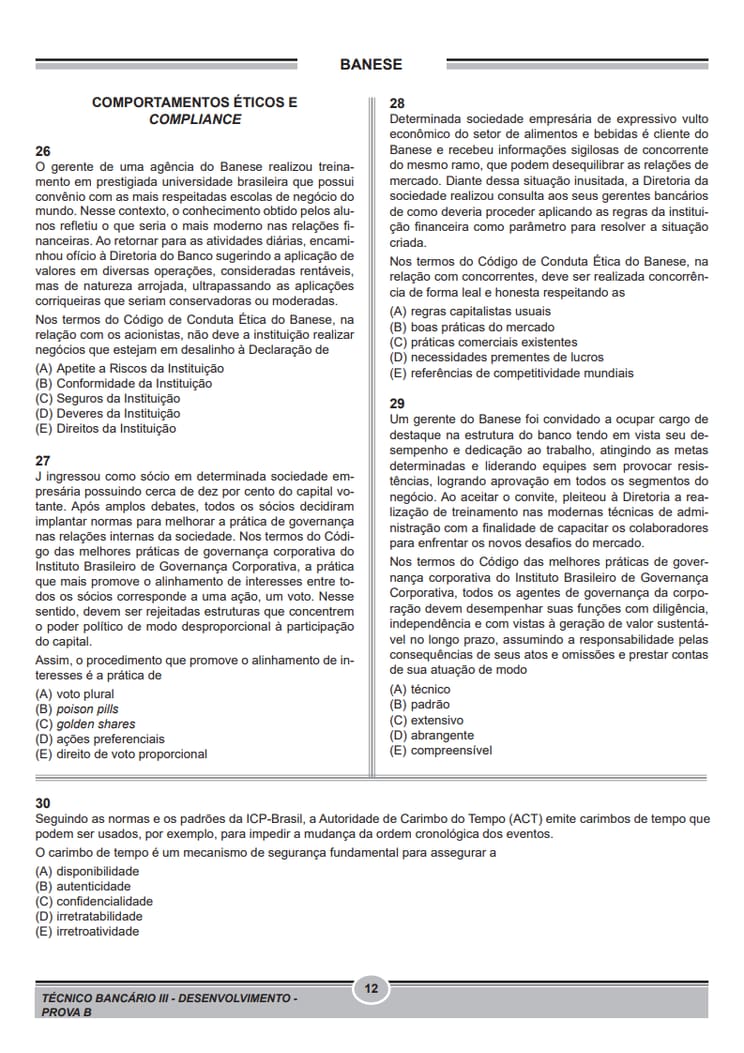 BANESE
COMPORTAMENTOS ÉTICOS E
COMPLIANCE
26
O gerente de uma agência do Banese realizou treina-
mento em prestigiada universidade brasileira que possui
convênio com as mais respeitadas escolas de negócio do
mundo. Nesse contexto, o conhecimento obtido pelos alu-
nos refletiu o que seria o mais moderno nas relações fi-
nanceiras. Ao retornar para as atividades diárias, encami-
nhou ofício à Diretoria do Banco sugerindo a aplicação de
valores em diversas operações, consideradas rentáveis,
mas de natureza arrojada, ultrapassando as aplicações
corriqueiras que seriam conservadoras ou moderadas.
Nos termos do Código de Conduta Ética do Banese, na
relação com os acionistas, não deve a instituição realizar
negócios que estejam em desalinho à Declaração de
(A) Apetite a Riscos da Instituição
(B) Conformidade da Instituição
(C) Seguros da Instituição
(D) Deveres da Instituição
(E) Direitos da Instituição
27
J ingressou como sócio em determinada sociedade em-
presária possuindo cerca de dez por cento do capital vo-
tante. Após amplos debates, todos os sócios decidiram
implantar normas para melhorar a prática de governança
nas relações internas da sociedade. Nos termos do Códi-
go das melhores práticas de governança corporativa do
Instituto Brasileiro de Governança Corporativa, a prática
que mais promove o alinhamento de interesses entre to-
dos os sócios corresponde a uma ação, um voto. Nesse
sentido, devem ser rejeitadas estruturas que concentrem
o poder político de modo desproporcional à participação
do capital.
Assim, o procedimento que promove o alinhamento de in-
teresses é a prática de
(A) voto plural
(B) poison pills
(C) golden shares
(D) ações preferenciais
(E) direito de voto proporcional
28
Determinada sociedade empresária de expressivo vulto
econômico do setor de alimentos e bebidas é cliente do
Banese e recebeu informações sigilosas de concorrente
do mesmo ramo, que podem desequilibrar as relações de
mercado. Diante dessa situação inusitada, a Diretoria da
sociedade realizou consulta aos seus gerentes bancários
de como deveria proceder aplicando as regras da institui-
ção financeira como parâmetro para resolver a situação
criada.
Nos termos do Código de Conduta Ética do Banese, na
relação com concorrentes, deve ser realizada concorrên-
cia de forma leal e honesta respeitando as
(A) regras capitalistas usuais
(B) boas práticas do mercado
(C) práticas comerciais existentes
(D) necessidades prementes de lucros
(E) referências de competitividade mundiais
29
Um gerente do Banese foi convidado a ocupar cargo de
destaque na estrutura do banco tendo em vista seu de-
sempenho e dedicação ao trabalho, atingindo as metas
determinadas e liderando equipes sem provocar resis-
tências, logrando aprovação em todos os segmentos do
negócio. Ao aceitar o convite, pleiteou à Diretoria a rea-
lização de treinamento nas modernas técnicas de admi-
nistração com a finalidade de capacitar os colaboradores
para enfrentar os novos desafios do mercado.
Nos termos do Código das melhores práticas de gover-
nança corporativa do Instituto Brasileiro de Governança
Corporativa, todos os agentes de governança da corpo-
ração devem desempenhar suas funções com diligência,
independência e com vistas à geração de valor sustentá-
vel no longo prazo, assumindo a responsabilidade pelas
consequências de seus atos e omissões e prestar contas
de sua atuação de modo
(A) técnico
(B) padrão
(C) extensivo
(D) abrangente
(E) compreensível
30
Seguindo as normas e os padrões da ICP-Brasil, a Autoridade de Carimbo do Tempo (ACT) emite carimbos de tempo que
podem ser usados, por exemplo, para impedir a mudança da ordem cronológica dos eventos.
O carimbo de tempo é um mecanismo de segurança fundamental para assegurar a
(A) disponibilidade
(B) autenticidade
(C) confidencialidade
(D) irretratabilidade
(E) irretroatividade
12
TÉCNICO BANCÁRIO III - DESENVOLVIMENTO -
PROVA B